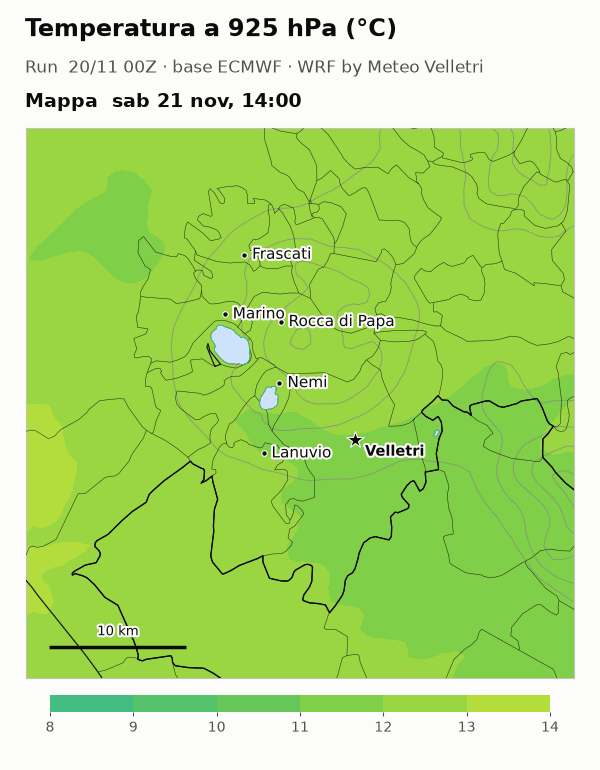 Temperatura a 925 hPa (°C)
Run  20/11 00Z · base ECMWF · WRF by Meteo Velletri
Mappa  sab 21 nov, 14:00
Frascati
Marino
Rocca di Papa
Nemi
Velletri
Lanuvio
10 km
8 9 10 11 12 13 14